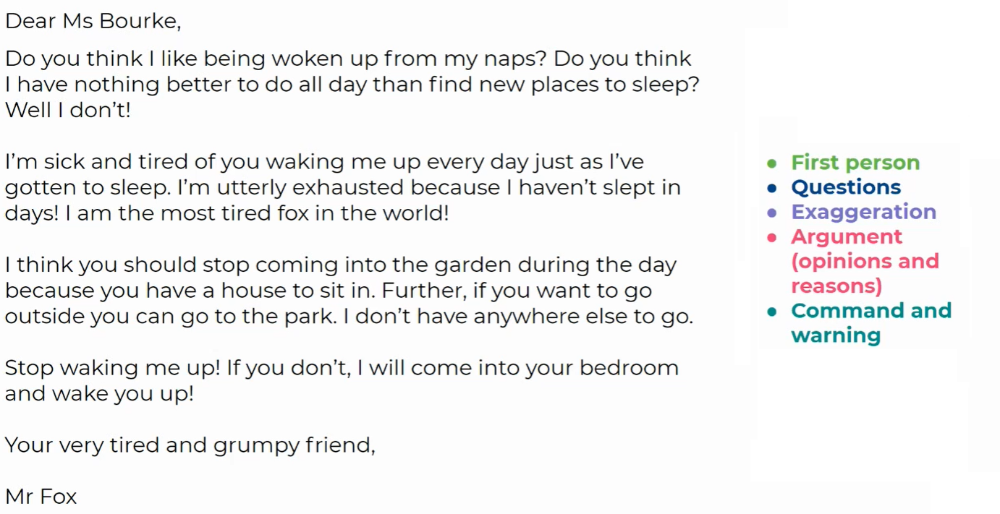 Dear Ms Bourke,
Do you think I like being woken up from my naps? Do you think
I have nothing better to do all day than find new places to sleep?
Well I don't!
I'm sick and tired of you waking me up every day just as I've
gotten to sleep. I'm utterly exhausted because I haven't slept in
days! I am the most tired fox in the world!
I think you should stop coming into the garden during the day
because you have a house to sit in. Further, if you want to go
outside you can go to the park. I don't have anywhere else to go.
Stop waking me up! If you don't, I will come into your bedroom
and wake you up!
Your very tired and grumpy friend,
Mr Fox
• First person
• Questions
• Exaggeration
• Argument
(opinions and
reasons)
• Command and
warning